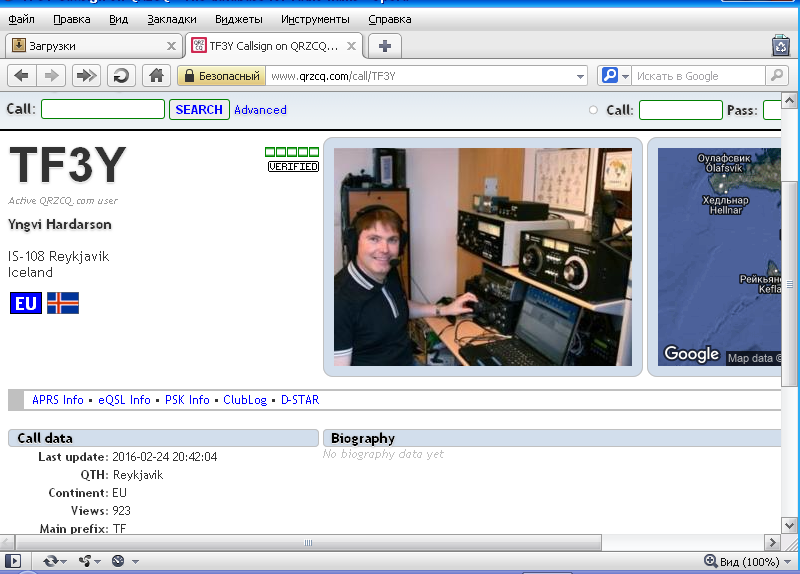 Файл Правка Вид Закладки Виджеты Инструменты Справка
Загрузки
TF3Y Callsign on QRZCQ...
Безопасный www.qrzcq.com/call/TF3Y Искать в Google
Call: SEARCH Advanced Call: Pass:
TF3Y
VERIFIED
Active QRZCQ.com user
Yngvi Hardarson
IS-108 Reykjavik
Iceland
EU
Оулафсвик
Ólafsvík
Хедльнар
Hellnar
Рейкьяне
Kefla
Google Map data ©
APRS Info • eQSL Info • PSK Info • ClubLog • D-STAR
Call data
Last update: 2016-02-24 20:42:04
QTH: Reykjavik
Continent: EU
Views: 923
Main prefix: TF
Biography
No biography data yet
Вид (100%)